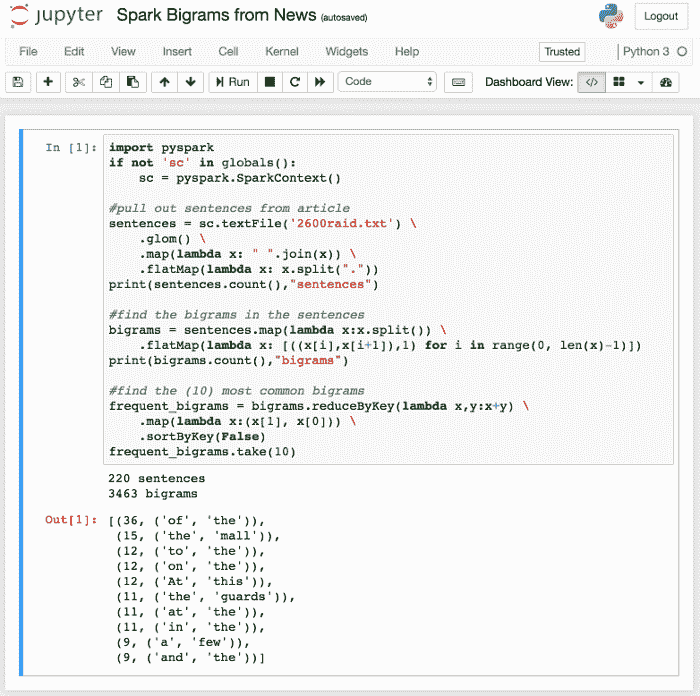 jupyter Spark Bigrams from News (autosaved) Logout
File Edit View Insert Cell Kernel Widgets Help Trusted Python 3
Run Code Dashboard View: </>
In [1]: import pyspark
if not 'sc' in globals():
    sc = pyspark.SparkContext()
#pull out sentences from article
sentences = sc.textFile('2600raid.txt') \
    .glom() \
    .map(lambda x: " ".join(x)) \
    .flatMap(lambda x: x.split("."))
print(sentences.count(),"sentences")
#find the bigrams in the sentences
bigrams = sentences.map(lambda x:x.split()) \
    .flatMap(lambda x: [((x[i],x[i+1]),1) for i in range(0, len(x)-1)])
print(bigrams.count(),"bigrams")
#find the (10) most common bigrams
frequent_bigrams = bigrams.reduceByKey(lambda x,y:x+y) \
    .map(lambda x:(x[1], x[0])) \
    .sortByKey(False)
frequent_bigrams.take(10)
220 sentences
3463 bigrams
Out[1]: [(36, ('of', 'the')),
(15, ('the', 'mall')),
(12, ('to', 'the')),
(12, ('on', 'the')),
(12, ('At', 'this')),
(11, ('the', 'guards')),
(11, ('at', 'the')),
(11, ('in', 'the')),
(9, ('a', 'few')),
(9, ('and', 'the'))]